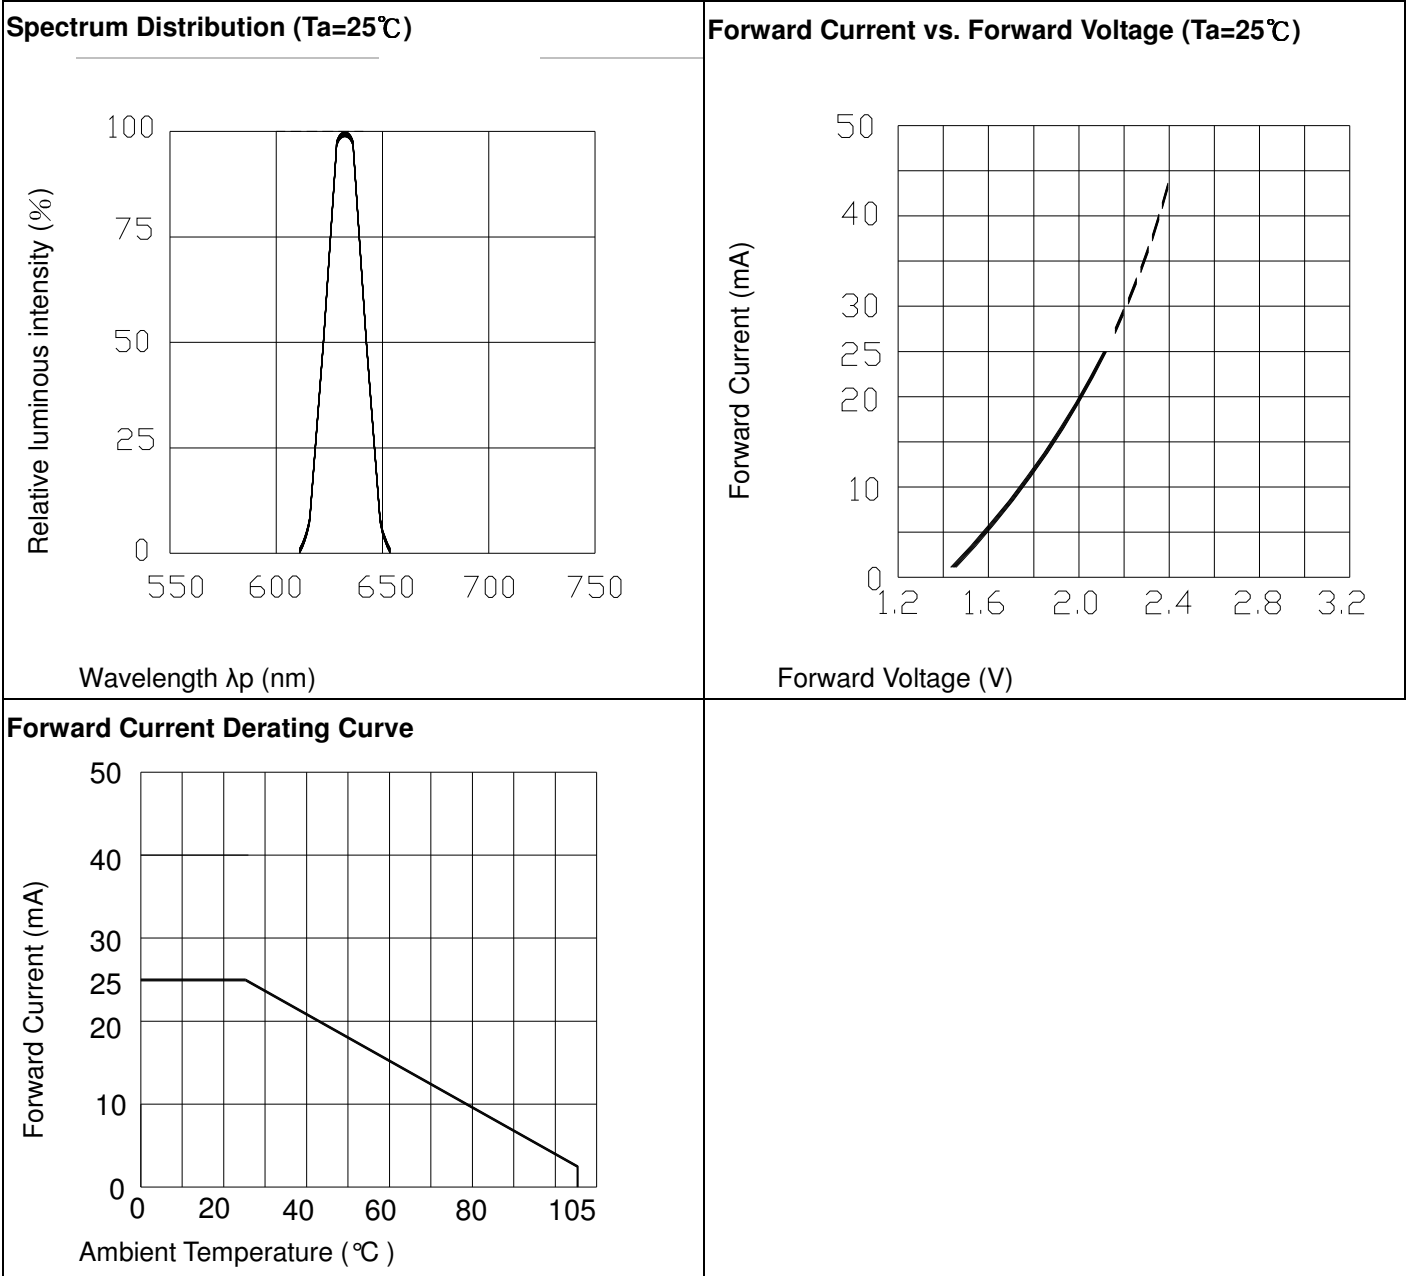 Spectrum Distribution (Ta=25℃)
100
75
50
25
0
550 600 650 700 750
Relative luminous intensity (%)
Wavelength λp (nm)
Forward Current vs. Forward Voltage (Ta=25℃)
50
40
30
25
20
10
0
1.2 1.6 2.0 2.4 2.8 3.2
Forward Current (mA)
Forward Voltage (V)
Forward Current Derating Curve
50
40
30
25
20
10
0
0 20 40 60 80 105
Forward Current (mA)
Ambient Temperature ( ℃ )